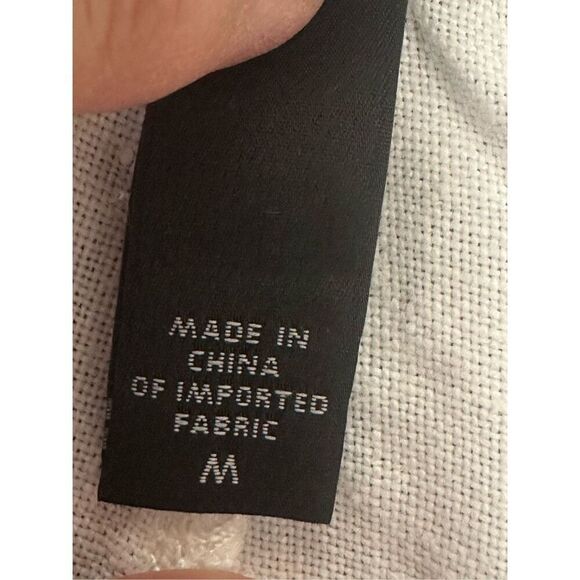 MADE IN
CHINA
OF IMPORTED
FABRIC
M